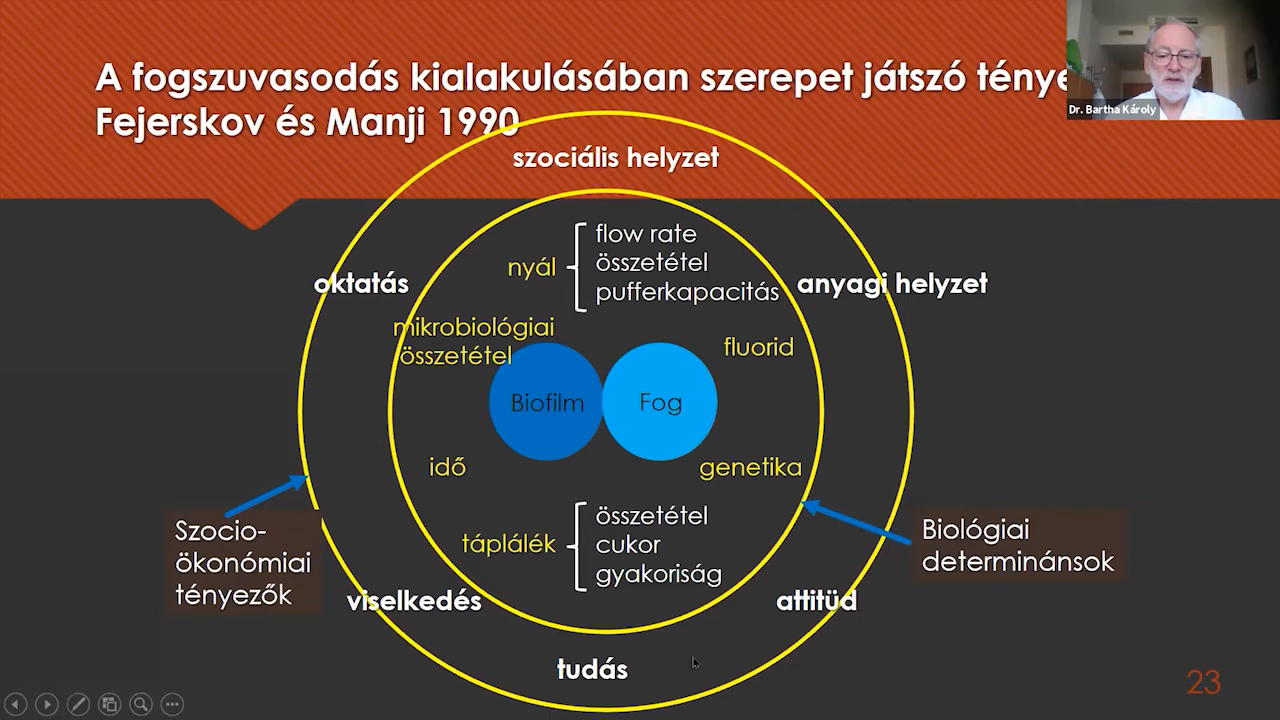 A fogszuvasodás kialakulásában szerepet játszó ténye
Fejerskov és Manji 1990
Dr. Bartha Károly
szociális helyzet
nyál
flow rate
összetétel
pufferkapacitás
oktatás
anyagi helyzet
mikrobiológiai
összetétel
fluorid
Biofilm
Fog
idő
genetika
táplálék
összetétel
cukor
gyakoriság
Szocio-
ökonómiai
tényezők
Biológiai
determinánsok
viselkedés
attitüd
tudás
23